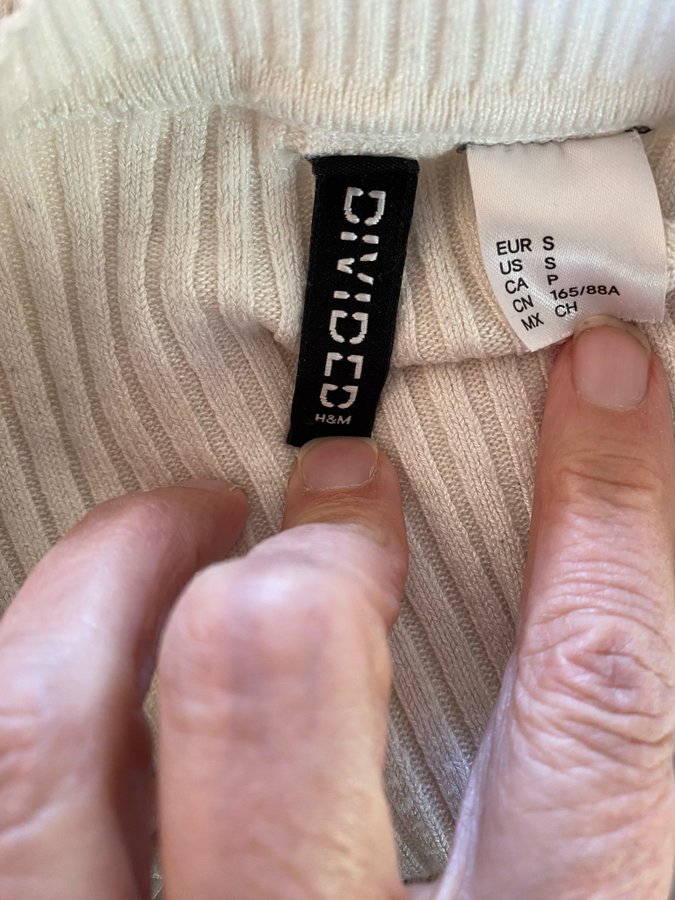 DIVIDED
H&M
EUR S
US S
CA P
CN 165/88A
MX CH